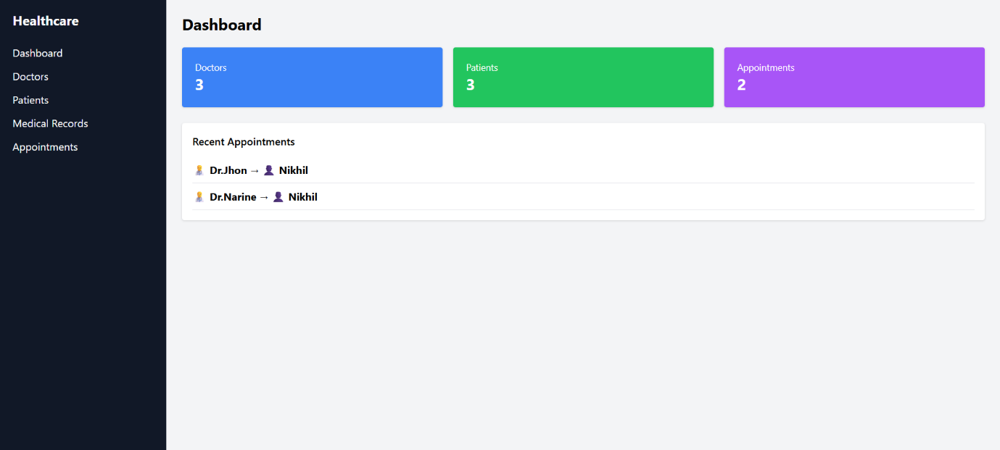 Healthcare
Dashboard
Doctors
Patients
Medical Records
Appointments
Dashboard
Doctors
3
Patients
3
Appointments
2
Recent Appointments
Dr.Jhon → Nikhil
Dr.Narine → Nikhil